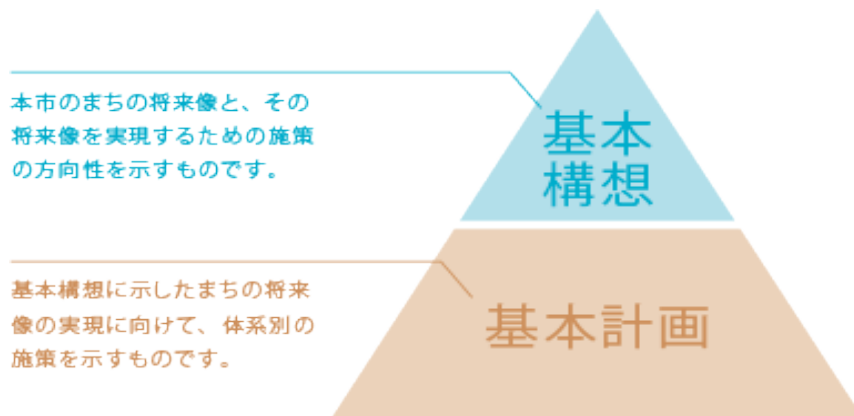 本市のまちの将来像と、その
将来像を実現するための施策
の方向性を示すものです。
基本
構想
基本構想に示したまちの将来
像の実現に向けて、体系別の
施策を示すものです。
基本計画